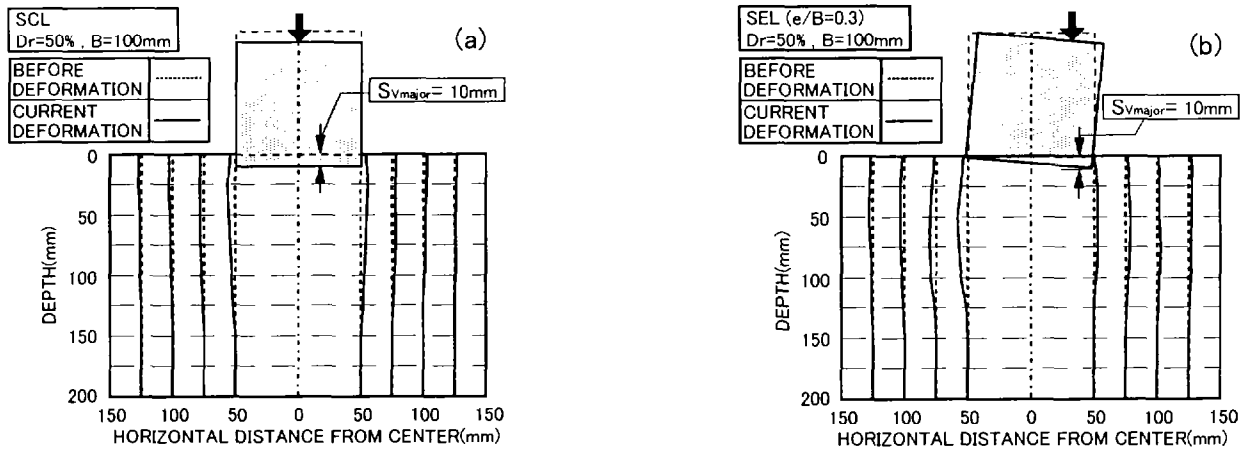 SCL
Dr=50% , B=100mm
(a)
BEFORE
DEFORMATION
CURRENT
DEFORMATION
SVmajor= 10mm
0
50
100
150
200
DEPTH(mm)
150 100 50 0 50 100 150
HORIZONTAL DISTANCE FROM CENTER(mm)
SEL (e/B=0.3)
Dr=50% , B=100mm
(b)
BEFORE
DEFORMATION
CURRENT
DEFORMATION
SVmajor= 10mm
0
50
100
150
200
DEPTH(mm)
150 100 50 0 50 100 150
HORIZONTAL DISTANCE FROM CENTER(mm)